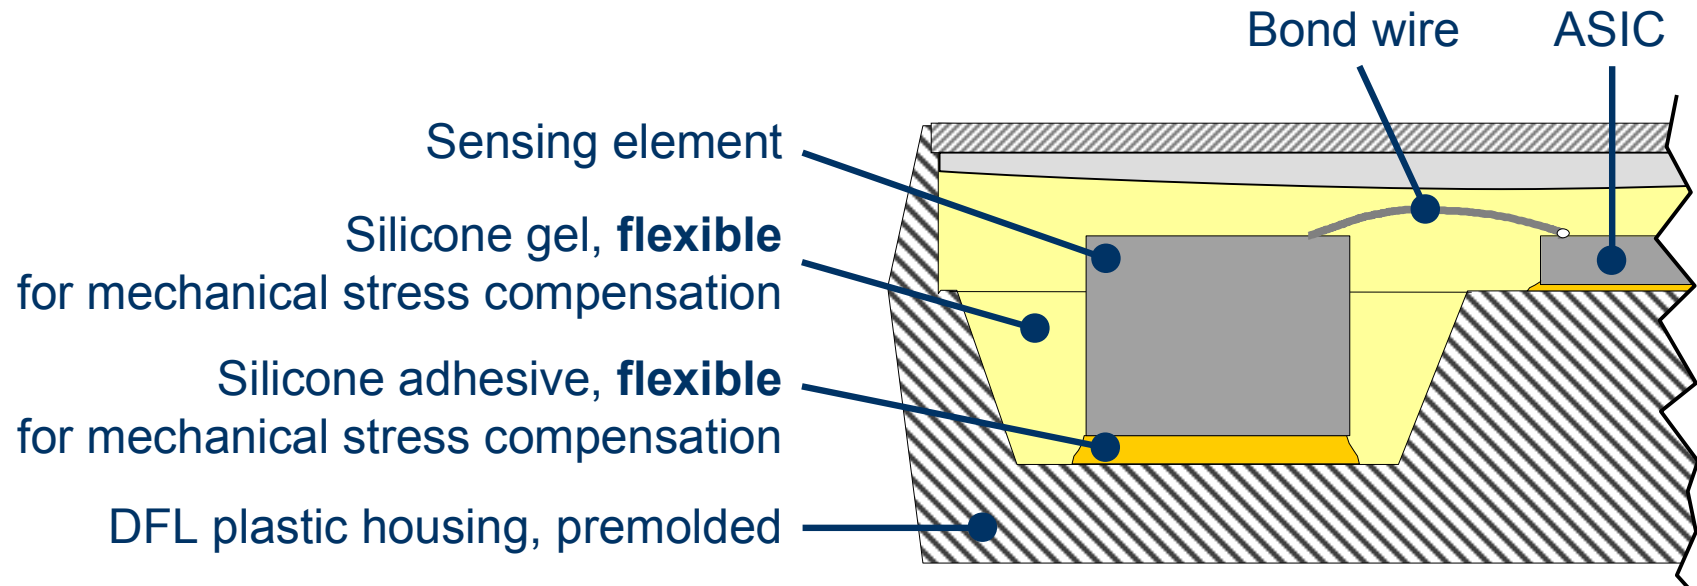 Bond wire
ASIC
Sensing element
Silicone gel, flexible
for mechanical stress compensation
Silicone adhesive, flexible
for mechanical stress compensation
DFL plastic housing, premolded